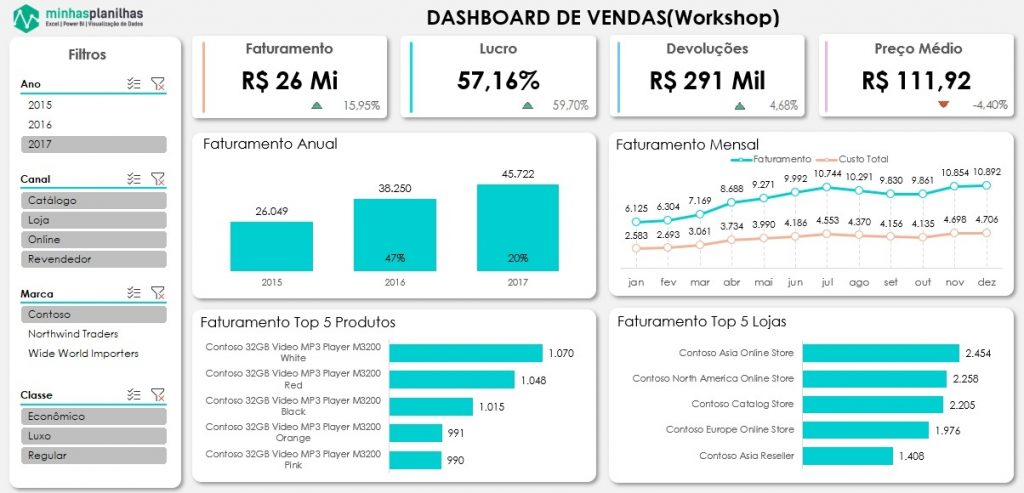 minhasplanilhas
Excel | Power BI | Visualização de Dados
DASHBOARD DE VENDAS(Workshop)
Filtros
Ano
2015
2016
2017
Canal
Catálogo
Loja
Online
Revendedor
Marca
Contoso
Northwind Traders
Wide World Importers
Classe
Econômico
Luxo
Regular
Faturamento
R$ 26 Mi
15,95%
Lucro
57,16%
59,70%
Devoluções
R$ 291 Mil
4,68%
Preço Médio
R$ 111,92
-4,40%
Faturamento Anual
26.049
38.250
45.722
47%
20%
2015
2016
2017
Faturamento Mensal
Faturamento
Custo Total
6.125
6.304
7.169
8.688
9.271
9.992
10.744
10.291
9.830
9.861
10.854
10.892
2.583
2.693
3.061
3.734
3.990
4.186
4.553
4.370
4.156
4.135
4.698
4.706
jan
fev
mar
abr
mai
jun
jul
ago
set
out
nov
dez
Faturamento Top 5 Produtos
Contoso 32GB Video MP3 Player M3200
White
1.070
Contoso 32GB Video MP3 Player M3200
Red
1.048
Contoso 32GB Video MP3 Player M3200
Black
1.015
Contoso 32GB Video MP3 Player M3200
Orange
991
Contoso 32GB Video MP3 Player M3200
Pink
990
Faturamento Top 5 Lojas
Contoso Asia Online Store
2.454
Contoso North America Online Store
2.258
Contoso Catalog Store
2.205
Contoso Europe Online Store
1.976
Contoso Asia Reseller
1.408